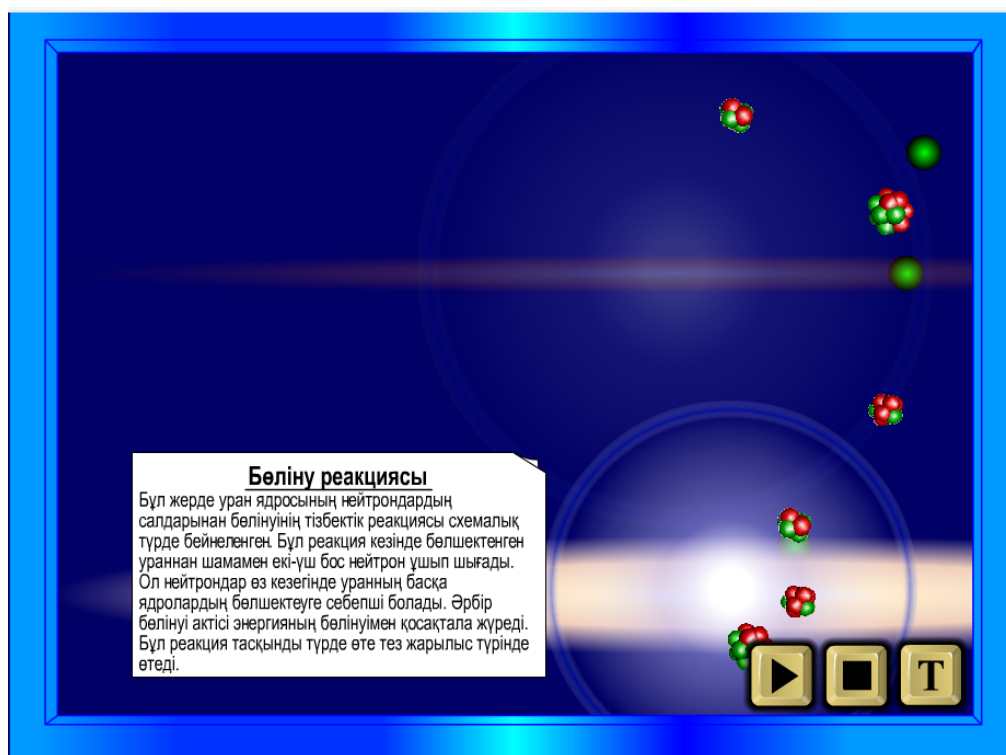 Бөліну реакциясы
Бұл жерде уран ядросының нейтрондардың
салдарынан бөлінуінің тізбектік реакциясы схемалық
түрде бейнеленген. Бұл реакция кезінде бөлшектенген
ураннан шамамен екі-үш бос нейтрон ұшып шығады.
Ол нейтрондар өз кезегінде уранның басқа
ядролардың бөлшектеуге себепші болады. Әрбір
бөлінуі актісі энергияның бөлінуімен қосақтала жүреді.
Бұл реакция тасқынды түрде өте тез жарылыс түрінде
өтеді.
T